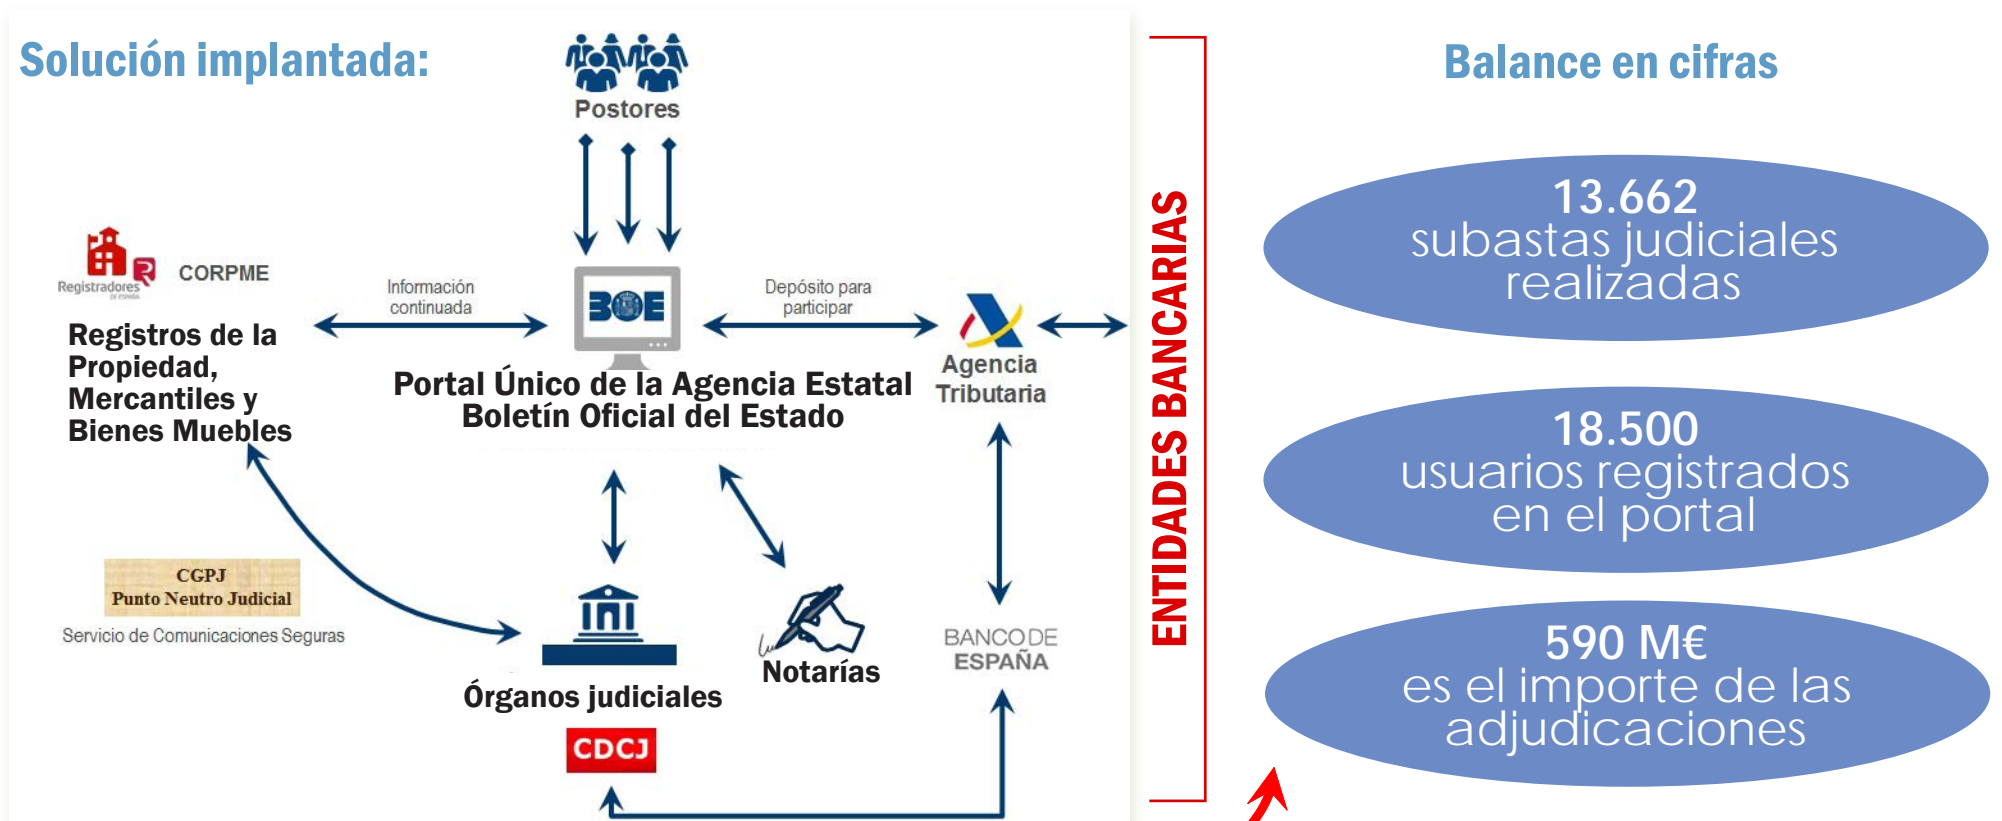 Solución implantada:
Postores
Registradores
DE ESPAÑA
CORPME
Información
continuada
BOE
Depósito para
participar
Registros de la
Propiedad,
Mercantiles y
Bienes Muebles
Portal Único de la Agencia Estatal
Boletín Oficial del Estado
Agencia
Tributaria
CGPJ
Punto Neutro Judicial
Servicio de Comunicaciones Seguras
Órganos judiciales
CDCJ
Notarías
BANCO DE
ESPAÑA
ENTIDADES BANCARIAS
Balance en cifras
13.662
subastas judiciales
realizadas
18.500
usuarios registrados
en el portal
590 M€
es el importe de las
adjudicaciones